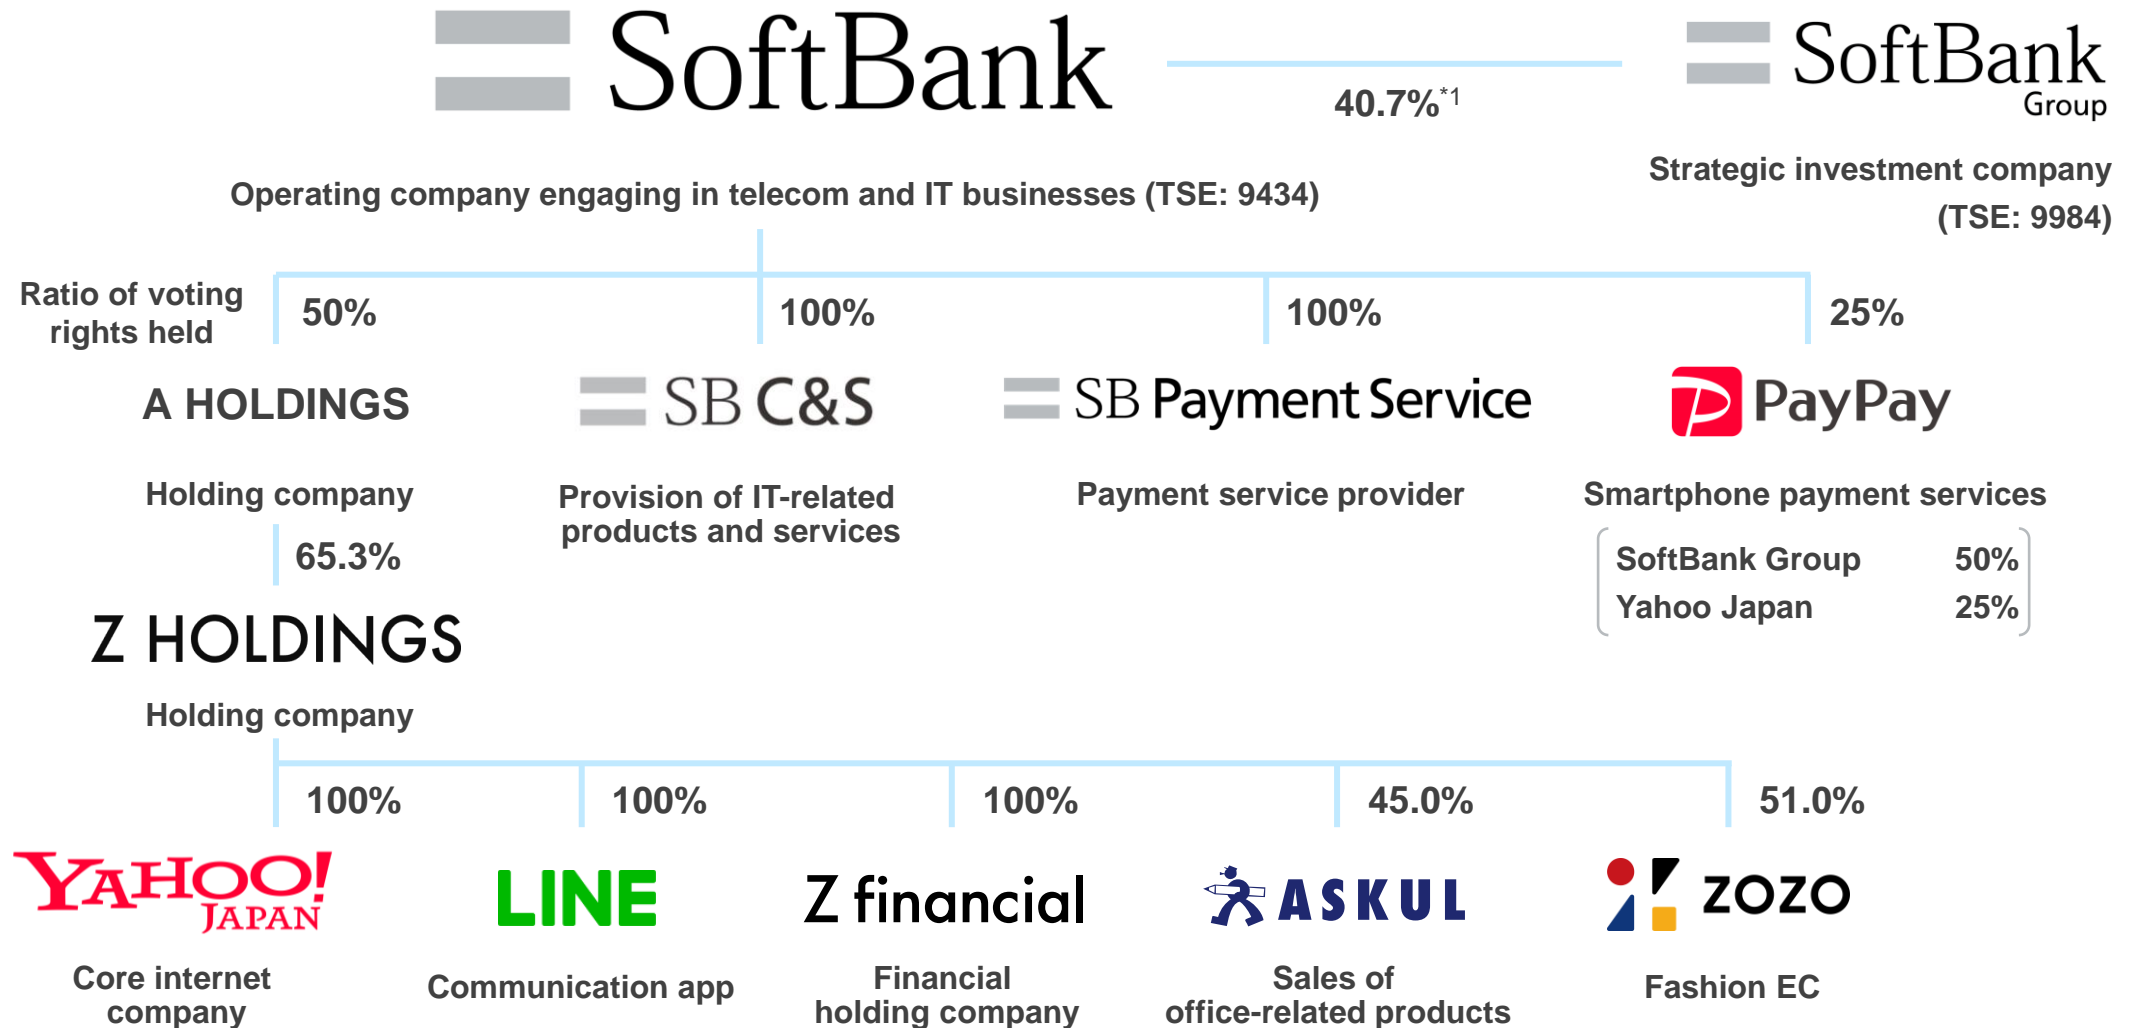 SoftBank
40.7%*1
SoftBank
Group
Operating company engaging in telecom and IT businesses (TSE: 9434)
Strategic investment company
(TSE: 9984)
Ratio of voting
rights held
50%
100%
100%
25%
A HOLDINGS
SB C&S
SB Payment Service
PayPay
Holding company
Provision of IT-related
products and services
Payment service provider
Smartphone payment services
65.3%
SoftBank Group 50%
Yahoo Japan 25%
Z HOLDINGS
Holding company
100%
100%
100%
45.0%
51.0%
YAHOO!
JAPAN
LINE
Z financial
ASKUL
ZOZO
Core internet
company
Communication app
Financial
holding company
Sales of
office-related products
Fashion EC